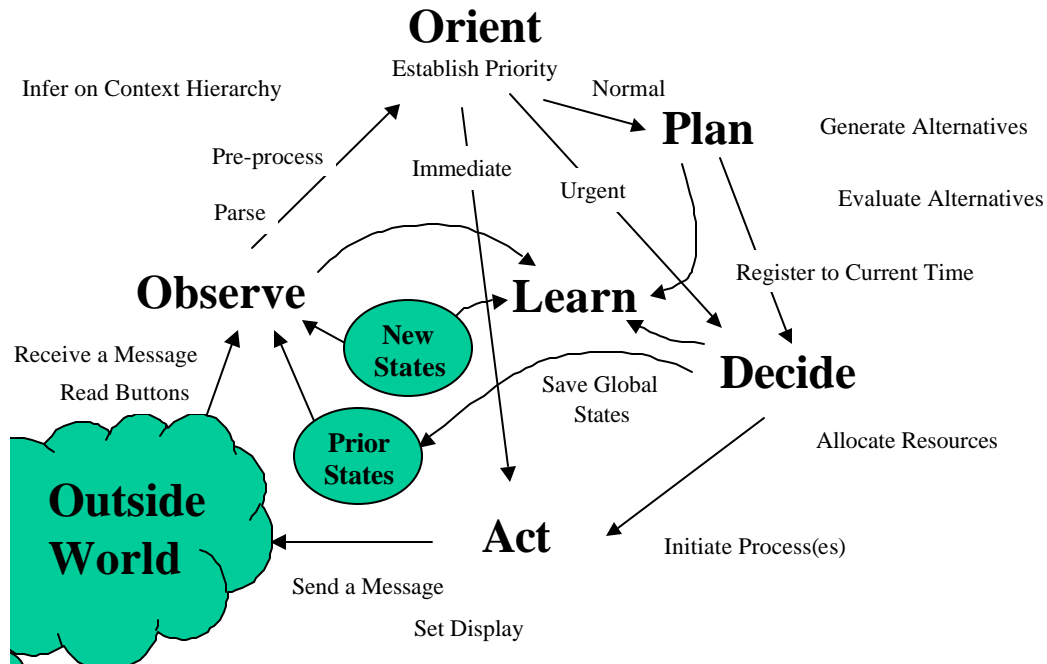 Orient
Establish Priority
Infer on Context Hierarchy
Normal
Plan
Generate Alternatives
Pre-process
Immediate
Urgent
Evaluate Alternatives
Parse
Observe
Learn
Register to Current Time
New
States
Receive a Message
Read Buttons
Decide
Save Global
States
Prior
States
Allocate Resources
Outside
World
Act
Initiate Process(es)
Send a Message
Set Display